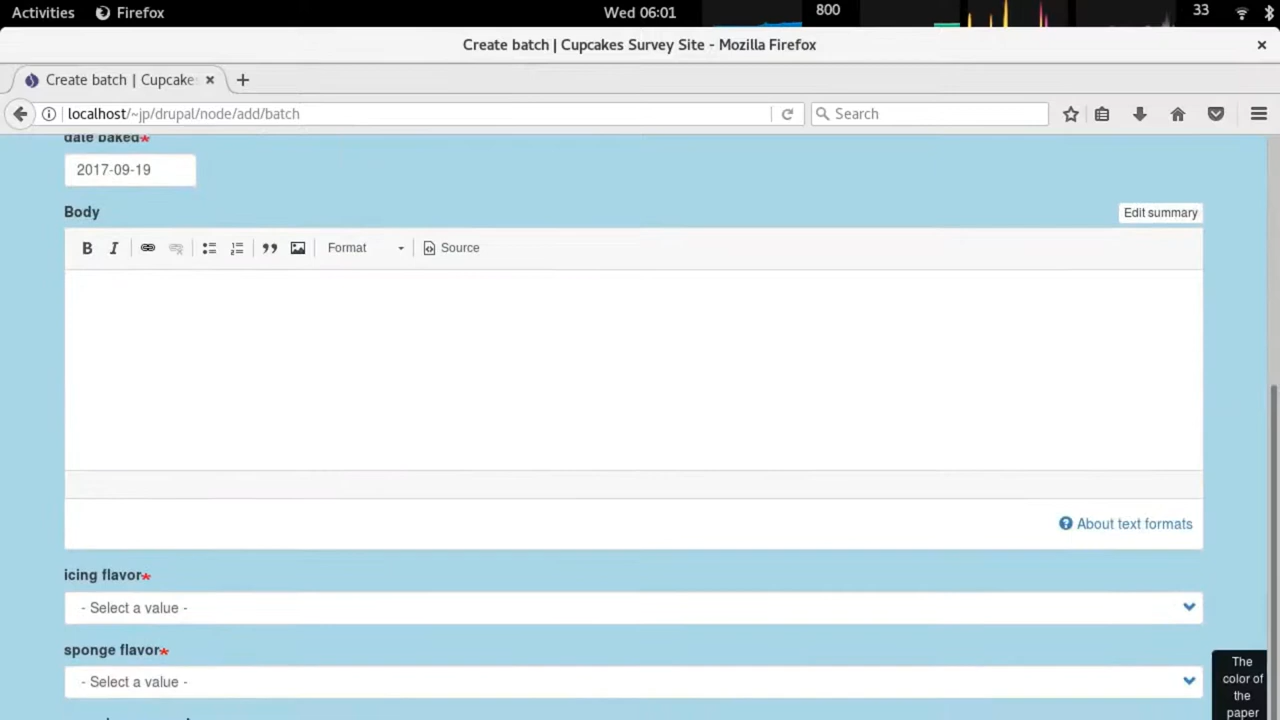 Activities Firefox Wed 06:01 800 33
Create batch | Cupcakes Survey Site - Mozilla Firefox
Create batch | Cupcake
localhost/~jp/drupal/node/add/batch Search
date baked*
2017-09-19
Body Edit summary
B I Format Source
About text formats
icing flavor*
- Select a value -
sponge flavor*
- Select a value -
The
color of
the
paper